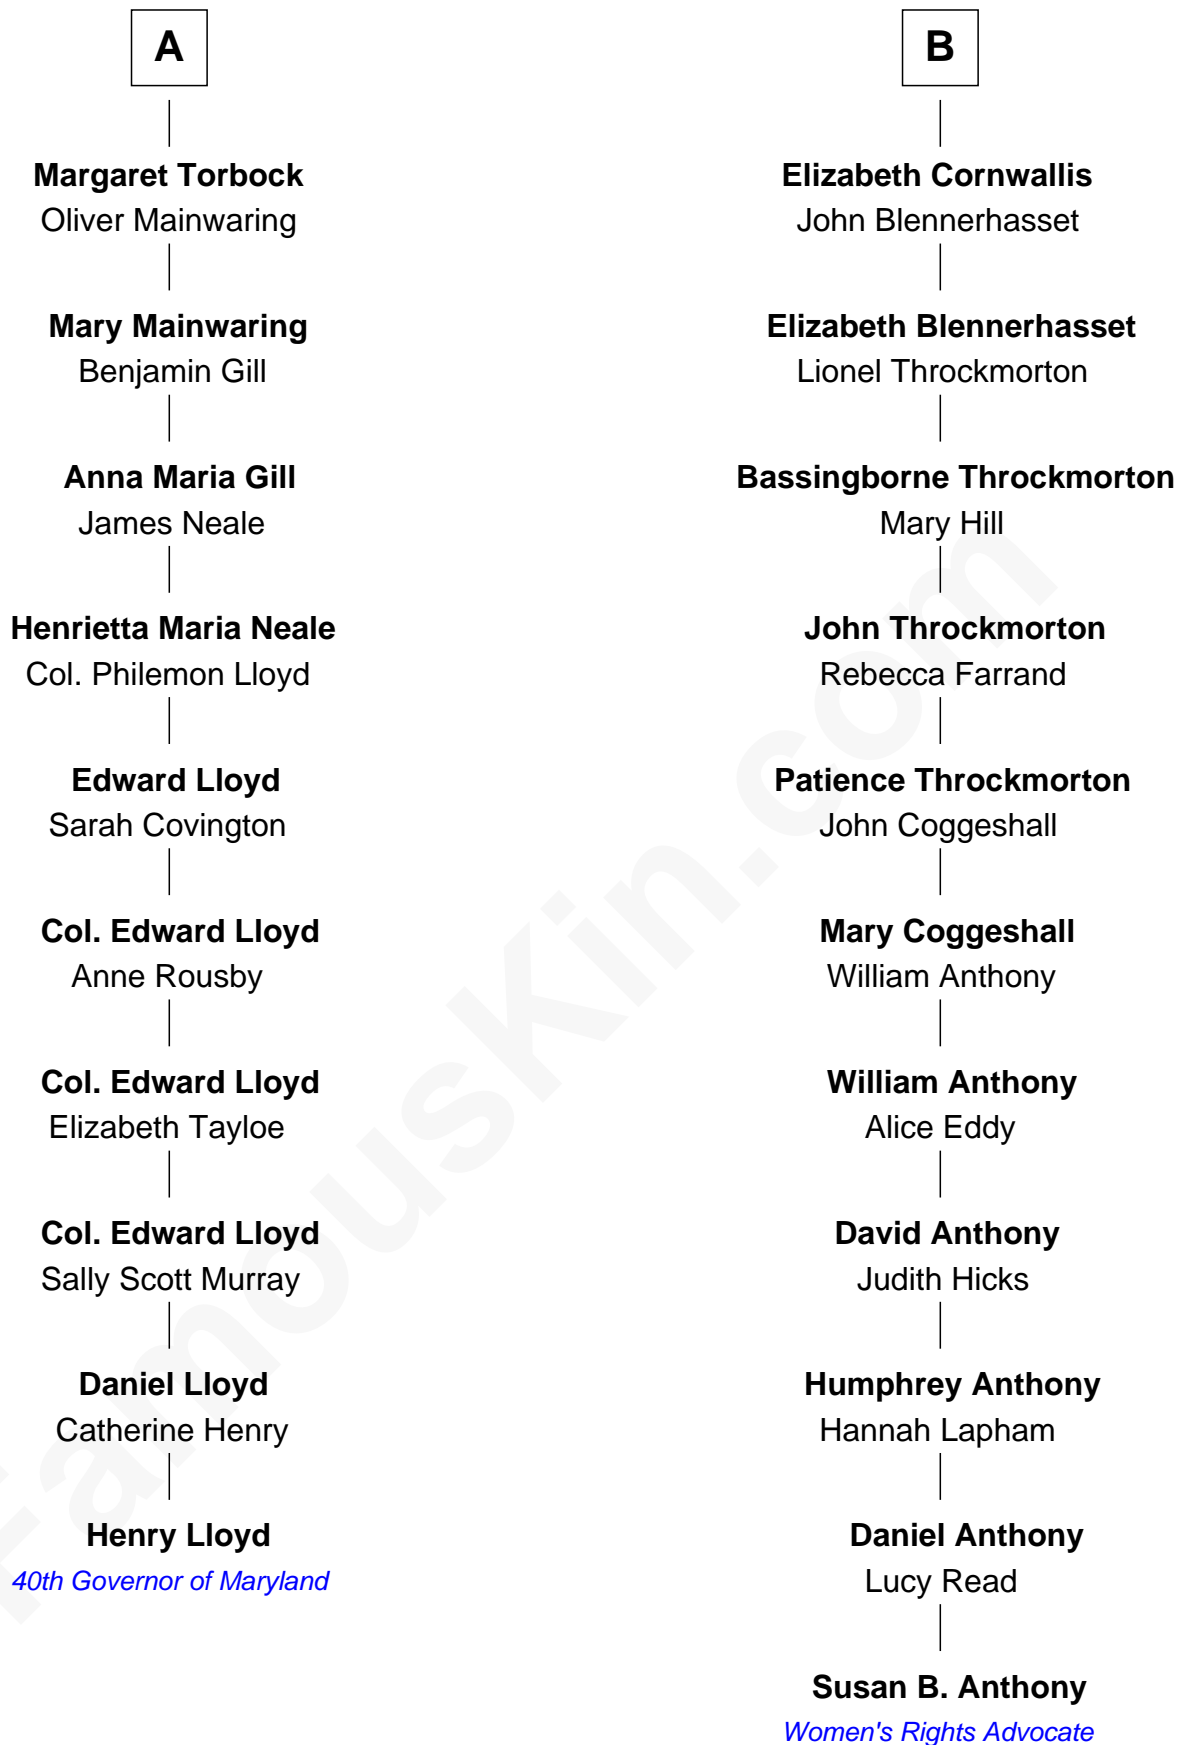 A
Margaret Torbock
Oliver Mainwaring
Mary Mainwaring
Benjamin Gill
Anna Maria Gill
James Neale
Henrietta Maria Neale
Col. Philemon Lloyd
Edward Lloyd
Sarah Covington
Col. Edward Lloyd
Anne Rousby
Col. Edward Lloyd
Elizabeth Tayloe
Col. Edward Lloyd
Sally Scott Murray
Daniel Lloyd
Catherine Henry
Henry Lloyd
40th Governor of Maryland
B
Elizabeth Cornwallis
John Blennerhasset
Elizabeth Blennerhasset
Lionel Throckmorton
Bassingborne Throckmorton
Mary Hill
John Throckmorton
Rebecca Farrand
Patience Throckmorton
John Coggeshall
Mary Coggeshall
William Anthony
William Anthony
Alice Eddy
David Anthony
Judith Hicks
Humphrey Anthony
Hannah Lapham
Daniel Anthony
Lucy Read
Susan B. Anthony
Women's Rights Advocate
FamousKin.com